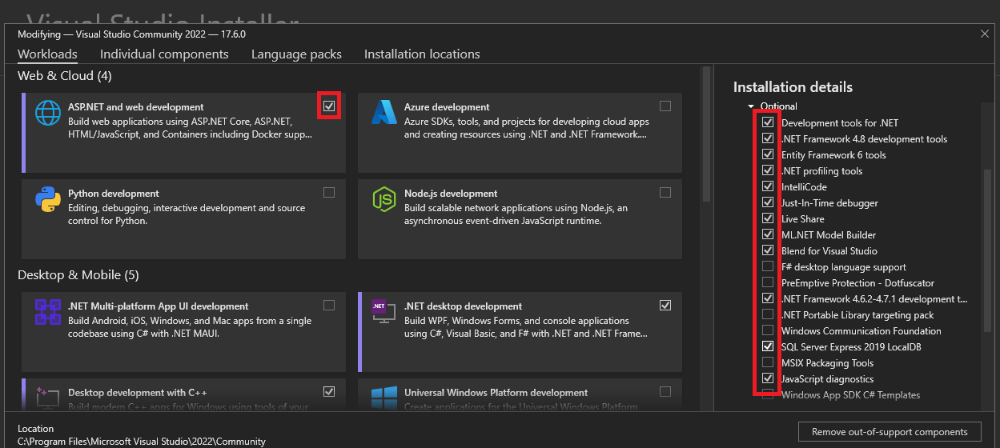 Visual Studio Installer
Modifying — Visual Studio Community 2022 — 17.6.0
Workloads Individual components Language packs Installation locations
Web & Cloud (4)
ASP.NET and web development
Build web applications using ASP.NET Core, ASP.NET,
HTML/JavaScript, and Containers including Docker supp...
Azure development
Azure SDKs, tools, and projects for developing cloud apps
and creating resources using .NET and .NET Framework....
Python development
Editing, debugging, interactive development and source
control for Python.
JS
Node.js development
Build scalable network applications using Node.js, an
asynchronous event-driven JavaScript runtime.
Desktop & Mobile (5)
.NET Multi-platform App UI development
Build Android, iOS, Windows, and Mac apps from a single
codebase using C# with .NET MAUI.
.NET
.NET desktop development
Build WPF, Windows Forms, and console applications
using C#, Visual Basic, and F# with .NET and .NET Frame...
Desktop development with C++
Build modern C++ apps for Windows using tools of your
Universal Windows Platform development
Create applications for the Universal Windows Platform
Installation details
Optional
Development tools for .NET
.NET Framework 4.8 development tools
Entity Framework 6 tools
.NET profiling tools
IntelliCode
Just-In-Time debugger
Live Share
ML.NET Model Builder
Blend for Visual Studio
F# desktop language support
PreEmptive Protection - Dotfuscator
.NET Framework 4.6.2-4.7.1 development t...
.NET Portable Library targeting pack
Windows Communication Foundation
SQL Server Express 2019 LocalDB
MSIX Packaging Tools
JavaScript diagnostics
Windows App SDK C# Templates
Location
C:\Program Files\Microsoft Visual Studio\2022\Community
Remove out-of-support components